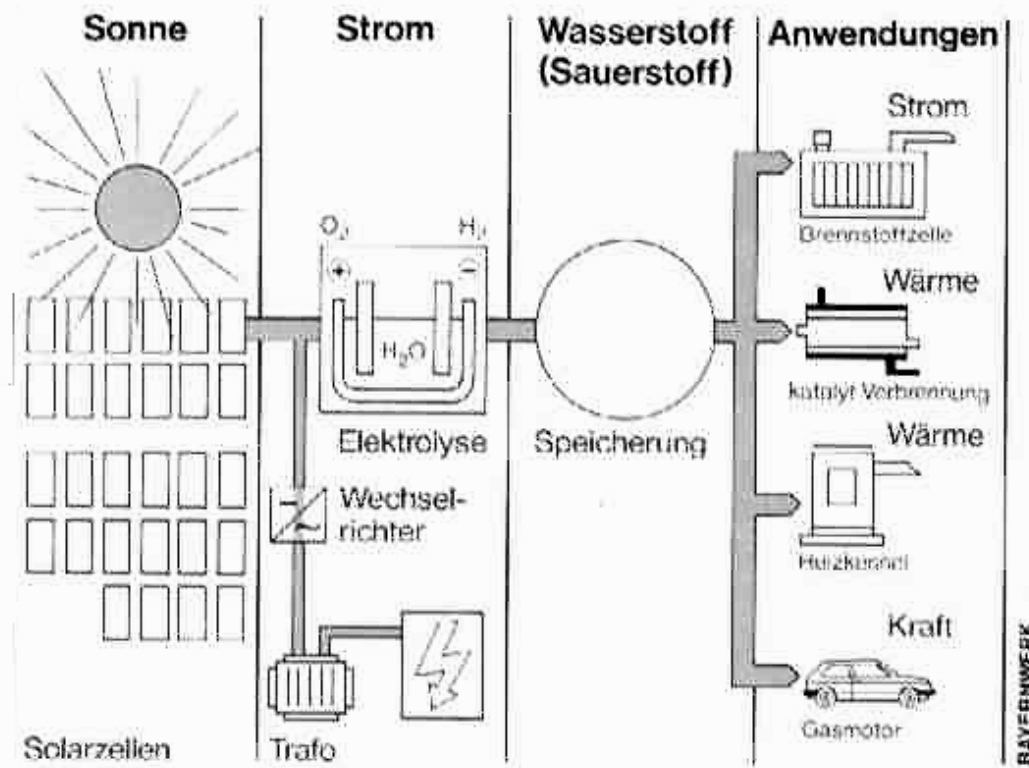 Sonne
Strom
Wasserstoff
(Sauerstoff)
Anwendungen
Solarzellen
O₂
H₂
+
−
H₂O
Elektrolyse
Wechsel-
richter
Trafo
Speicherung
Strom
Brennstoffzelle
Wärme
katalyt Verbrennung
Wärme
Heizkessel
Kraft
Gasmotor
BAYERNWERK